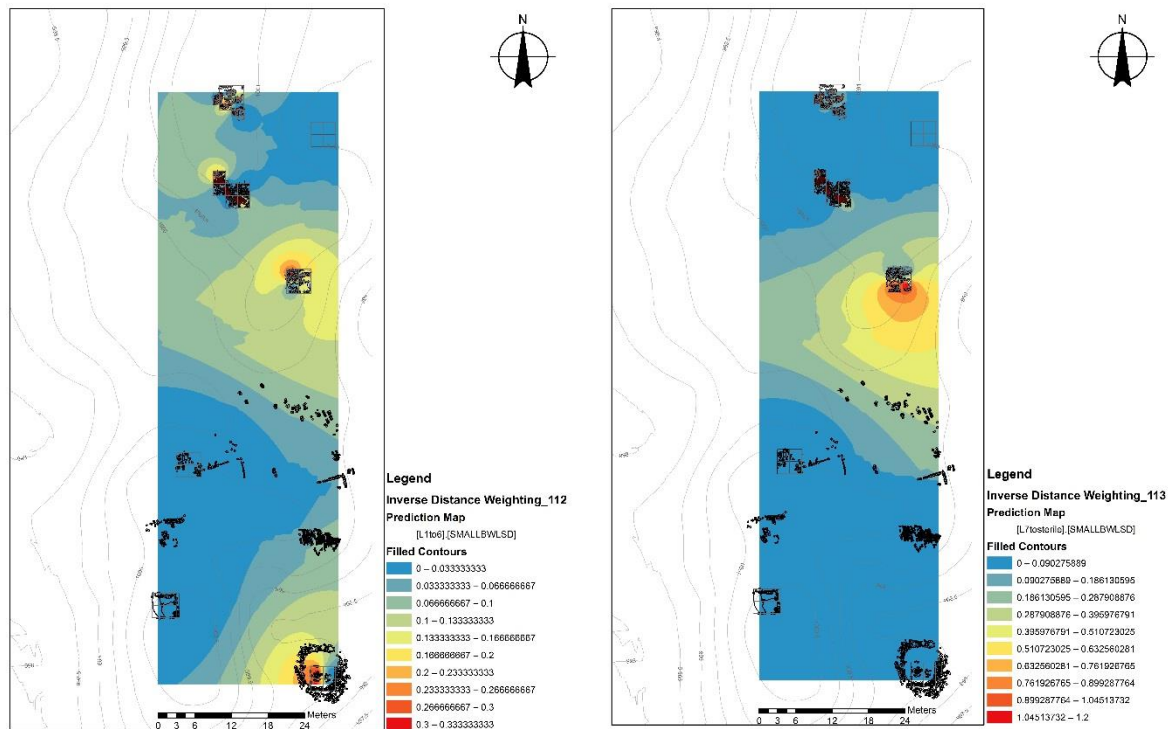 N
Legend
Inverse Distance Weighting_112
Prediction Map
[L1to6].[SMALLBWLSD]
Filled Contours
0 – 0.033333333
0.033333333 – 0.066666667
0.066666667 – 0.1
0.1 – 0.133333333
0.133333333 – 0.166666667
0.166666667 – 0.2
0.2 – 0.233333333
0.233333333 – 0.266666667
0.266666667 – 0.3
0.3 – 0.333333333
Meters
0 3 6 12 18 24
N
Legend
Inverse Distance Weighting_113
Prediction Map
[L7tosterile].[SMALLBWLSD]
Filled Contours
0 – 0.090275889
0.090275889 – 0.186130595
0.186130595 – 0.287908876
0.287908876 – 0.395976791
0.395976791 – 0.510723025
0.510723025 – 0.632560281
0.632560281 – 0.761926765
0.761926765 – 0.899287764
0.899287764 – 1.04513732
1.04513732 – 1.2
Meters
0 3 6 12 18 24